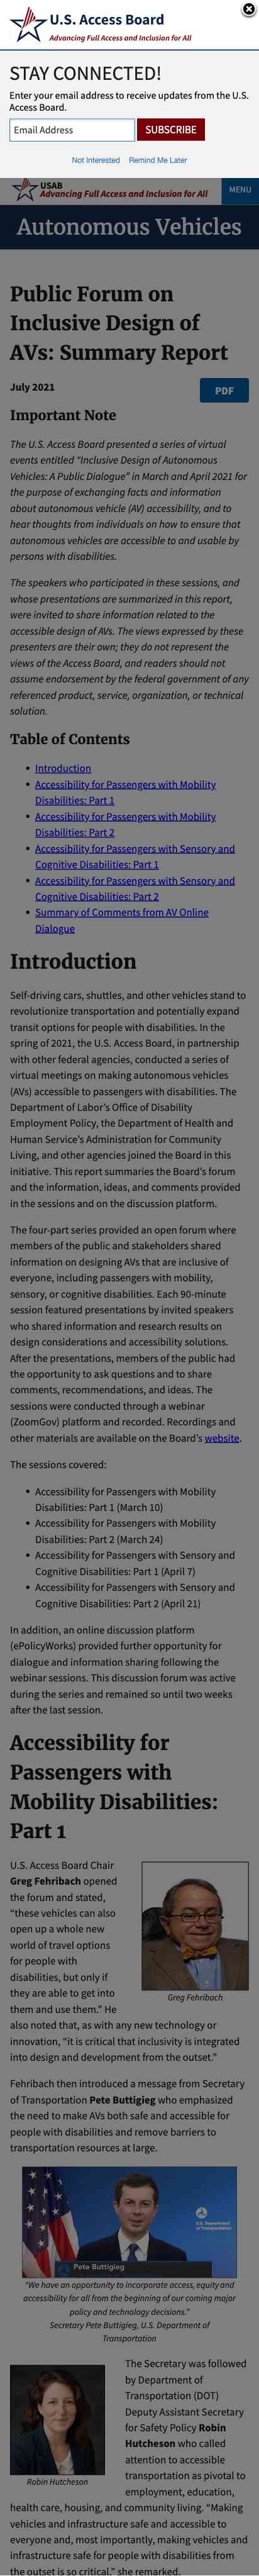 U.S. Access Board
Advancing Full Access and Inclusion for All
STAY CONNECTED!
Enter your email address to receive updates from the U.S.
Access Board.
Email Address
SUBSCRIBE
Not Interested Remind Me Later
USAB
Advancing Full Access and Inclusion for All
MENU
Autonomous Vehicles
Public Forum on
Inclusive Design of
AVs: Summary Report
July 2021
PDF
Important Note
The U.S. Access Board presented a series of virtual
events entitled "Inclusive Design of Autonomous
Vehicles: A Public Dialogue" in March and April 2021 for
the purpose of exchanging facts and information
about autonomous vehicle (AV) accessibility, and to
hear thoughts from individuals on how to ensure that
autonomous vehicles are accessible to and usable by
persons with disabilities.
The speakers who participated in these sessions, and
whose presentations are summarized in this report,
were invited to share information related to the
accessible design of AVs. The views expressed by these
presenters are their own; they do not represent the
views of the Access Board, and readers should not
assume endorsement by the federal government of any
referenced product, service, organization, or technical
solution.
Table of Contents
• Introduction
• Accessibility for Passengers with Mobility
Disabilities: Part 1
• Accessibility for Passengers with Mobility
Disabilities: Part 2
• Accessibility for Passengers with Sensory and
Cognitive Disabilities: Part 1
• Accessibility for Passengers with Sensory and
Cognitive Disabilities: Part 2
• Summary of Comments from AV Online
Dialogue
Introduction
Self-driving cars, shuttles, and other vehicles stand to
revolutionize transportation and potentially expand
transit options for people with disabilities. In the
spring of 2021, the U.S. Access Board, in partnership
with other federal agencies, conducted a series of
virtual meetings on making autonomous vehicles
(AVs) accessible to passengers with disabilities. The
Department of Labor's Office of Disability
Employment Policy, the Department of Health and
Human Service's Administration for Community
Living, and other agencies joined the Board in this
initiative. This report summaries the Board's forum
and the information, ideas, and comments provided
in the sessions and on the discussion platform.
The four-part series provided an open forum where
members of the public and stakeholders shared
information on designing AVs that are inclusive of
everyone, including passengers with mobility,
sensory, or cognitive disabilities. Each 90-minute
session featured presentations by invited speakers
who shared information and research results on
design considerations and accessibility solutions.
After the presentations, members of the public had
the opportunity to ask questions and to share
comments, recommendations, and ideas. The
sessions were conducted through a webinar
(ZoomGov) platform and recorded. Recordings and
other materials are available on the Board's website.
The sessions covered:
• Accessibility for Passengers with Mobility
Disabilities: Part 1 (March 10)
• Accessibility for Passengers with Mobility
Disabilities: Part 2 (March 24)
• Accessibility for Passengers with Sensory and
Cognitive Disabilities: Part 1 (April 7)
• Accessibility for Passengers with Sensory and
Cognitive Disabilities: Part 2 (April 21)
In addition, an online discussion platform
(ePolicyWorks) provided further opportunity for
dialogue and information sharing following the
webinar sessions. This discussion forum was active
during the series and remained so until two weeks
after the last session.
Accessibility for
Passengers with
Mobility Disabilities:
Part 1
U.S. Access Board Chair
Greg Fehribach opened
the forum and stated,
"these vehicles can also
open up a whole new
world of travel options
for people with
disabilities, but only if
they are able to get into
them and use them." He
Greg Fehribach
also noted that, as with any new technology or
innovation, "it is critical that inclusivity is integrated
into design and development from the outset."
Fehribach then introduced a message from Secretary
of Transportation Pete Buttigieg who emphasized
the need to make AVs both safe and accessible for
people with disabilities and remove barriers to
transportation resources at large.
U.S. Department
of Transportation
Pete Buttigieg
"We have an opportunity to incorporate access, equity and
accessibility for all from the beginning of our coming major
policy and technology decisions."
Secretary Pete Buttigieg, U.S. Department of
Transportation
The Secretary was followed
by Department of
Transportation (DOT)
Deputy Assistant Secretary
for Safety Policy Robin
Hutcheson who called
attention to accessible
transportation as pivotal to
employment, education,
Robin Hutcheson
health care, housing, and community living. "Making
vehicles and infrastructure safe and accessible to
everyone and, most importantly, making vehicles and
infrastructure safe for people with disabilities from
the outset is so critical," she remarked.